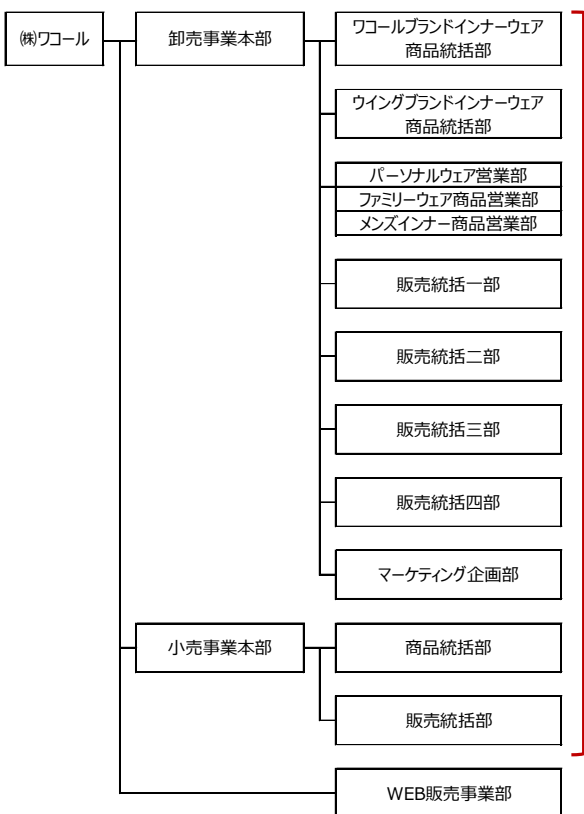 ㈱ワコール
卸売事業本部
ワコールブランドインナーウェア
商品統括部
ウイングブランドインナーウェア
商品統括部
パーソナルウェア営業部
ファミリーウェア商品営業部
メンズインナー商品営業部
販売統括一部
販売統括二部
販売統括三部
販売統括四部
マーケティング企画部
小売事業本部
商品統括部
販売統括部
WEB販売事業部